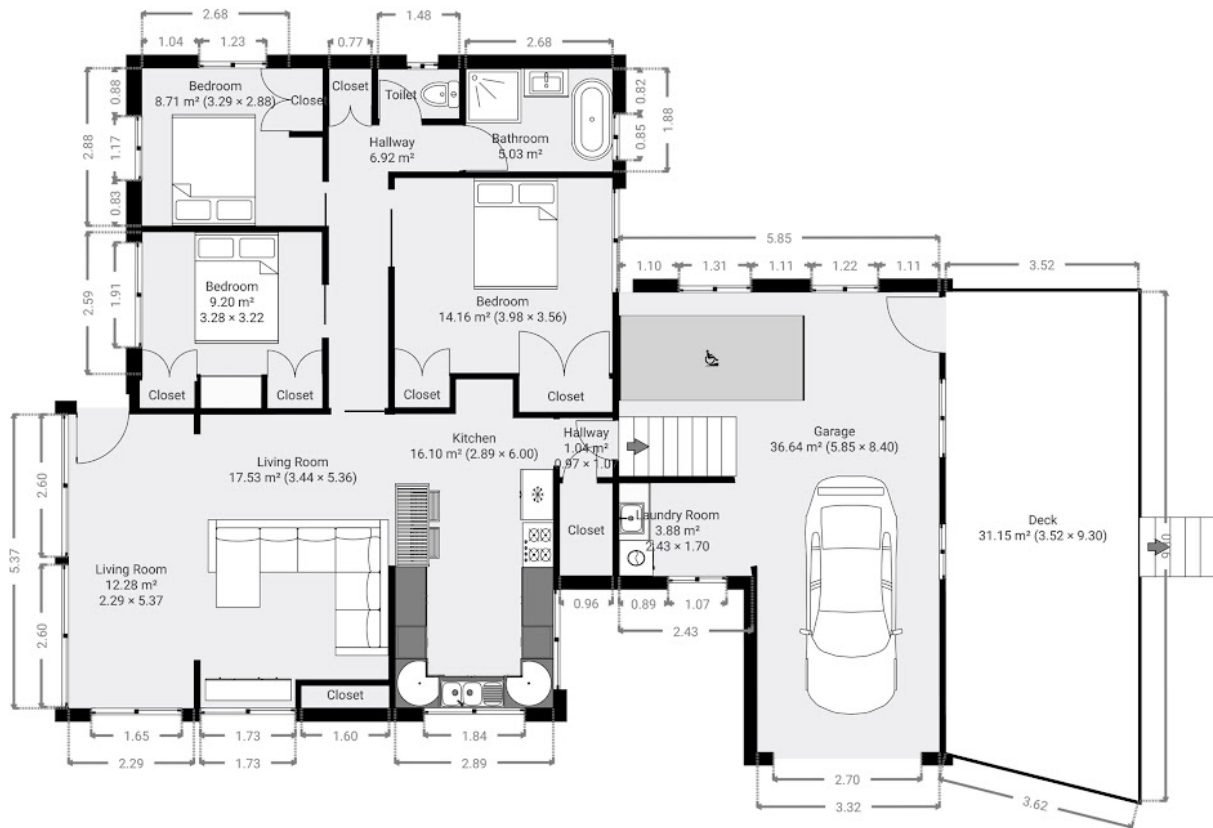 2.68
1.48
1.04
1.23
0.77
2.68
Bedroom
8.71 m² (3.29 × 2.88)
Closet
Closet
Toilet
0.88
2.88
1.17
0.83
Hallway
6.92 m²
Bathroom
5.03 m²
0.82
0.85
1.88
Bedroom
9.20 m²
3.28 × 3.22
2.59
1.91
Closet
Closet
Bedroom
14.16 m² (3.98 × 3.56)
Closet
Closet
5.85
1.10
1.31
1.11
1.22
1.11
3.52
Living Room
17.53 m² (3.44 × 5.36)
Kitchen
16.10 m² (2.89 × 6.00)
Hallway
1.04 m²
0.97 × 1.0
Garage
36.64 m² (5.85 × 8.40)
Closet
Laundry Room
3.88 m²
2.43 × 1.70
Deck
31.15 m² (3.52 × 9.30)
5.37
2.60
2.60
Living Room
12.28 m²
2.29 × 5.37
Closet
0.96
0.89
1.07
2.43
1.65
2.29
1.73
1.73
1.60
1.84
2.89
2.70
3.32
3.62